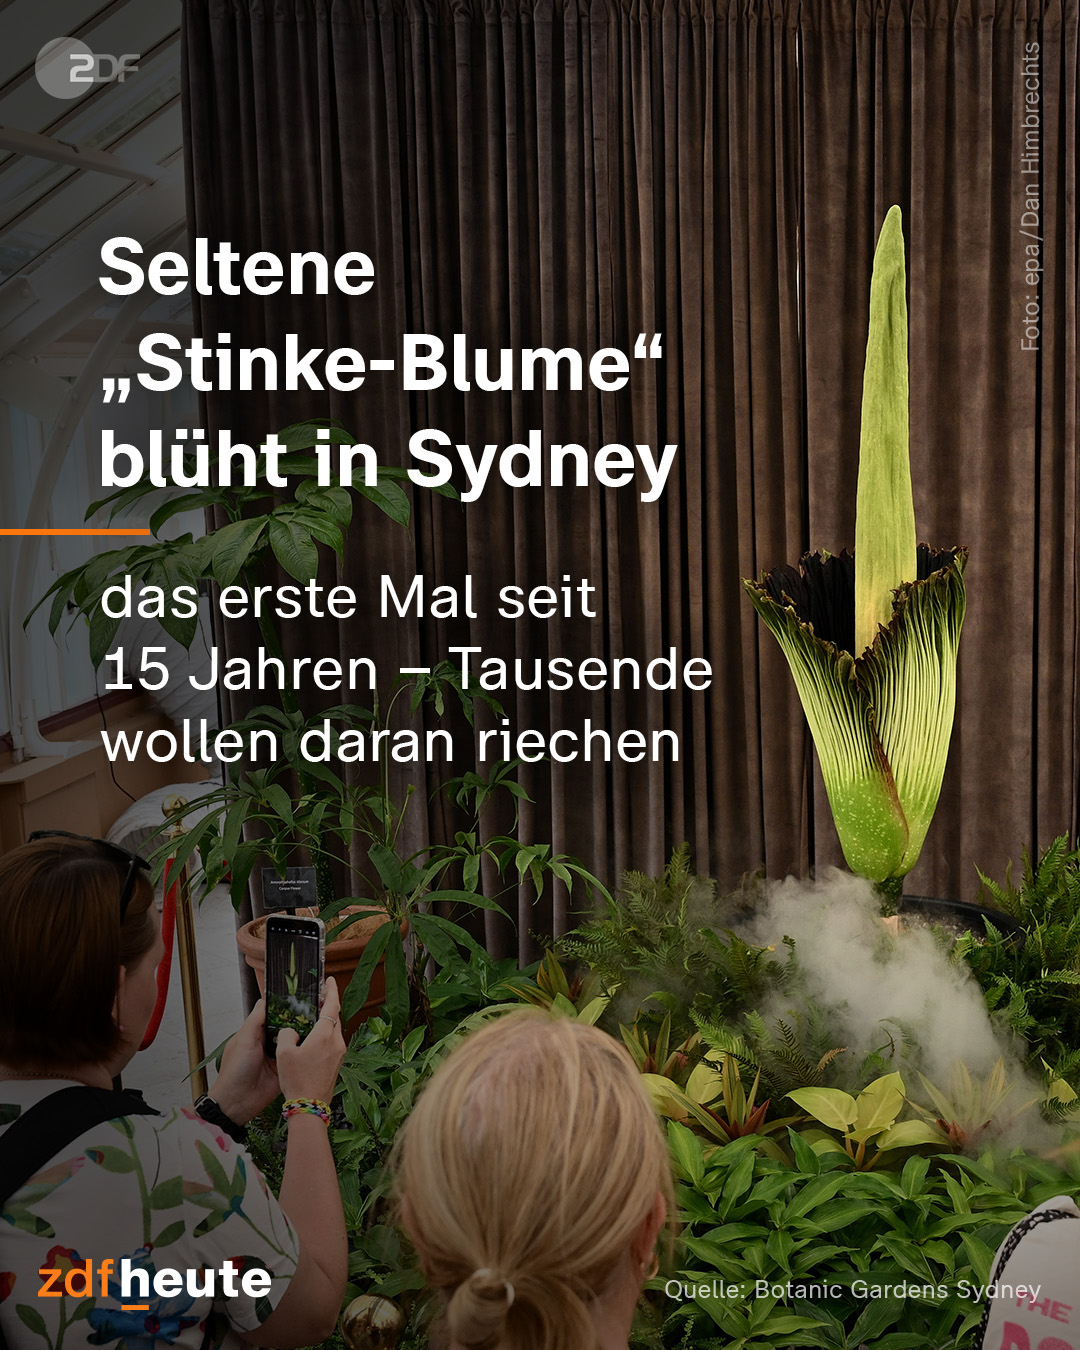 ZDF
Foto: epa/Dan Himbrechts
Seltene
„Stinke-Blume“
blüht in Sydney
das erste Mal seit
15 Jahren – Tausende
wollen daran riechen
zdfheute
Quelle: Botanic Gardens Sydney
THE